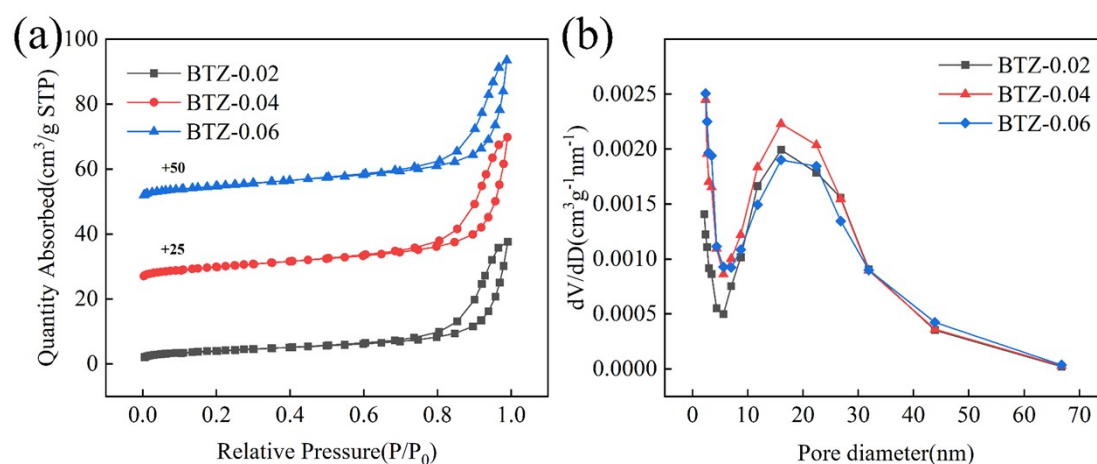 (a)
Quantity Absorbed(cm³/g STP)
100
80
60
40
20
0
BTZ-0.02
BTZ-0.04
BTZ-0.06
+50
+25
0.0 0.2 0.4 0.6 0.8 1.0
Relative Pressure(P/P₀)
(b)
dV/dD(cm³g⁻¹nm⁻¹)
0.0025
0.0020
0.0015
0.0010
0.0005
0.0000
BTZ-0.02
BTZ-0.04
BTZ-0.06
0 10 20 30 40 50 60 70
Pore diameter(nm)